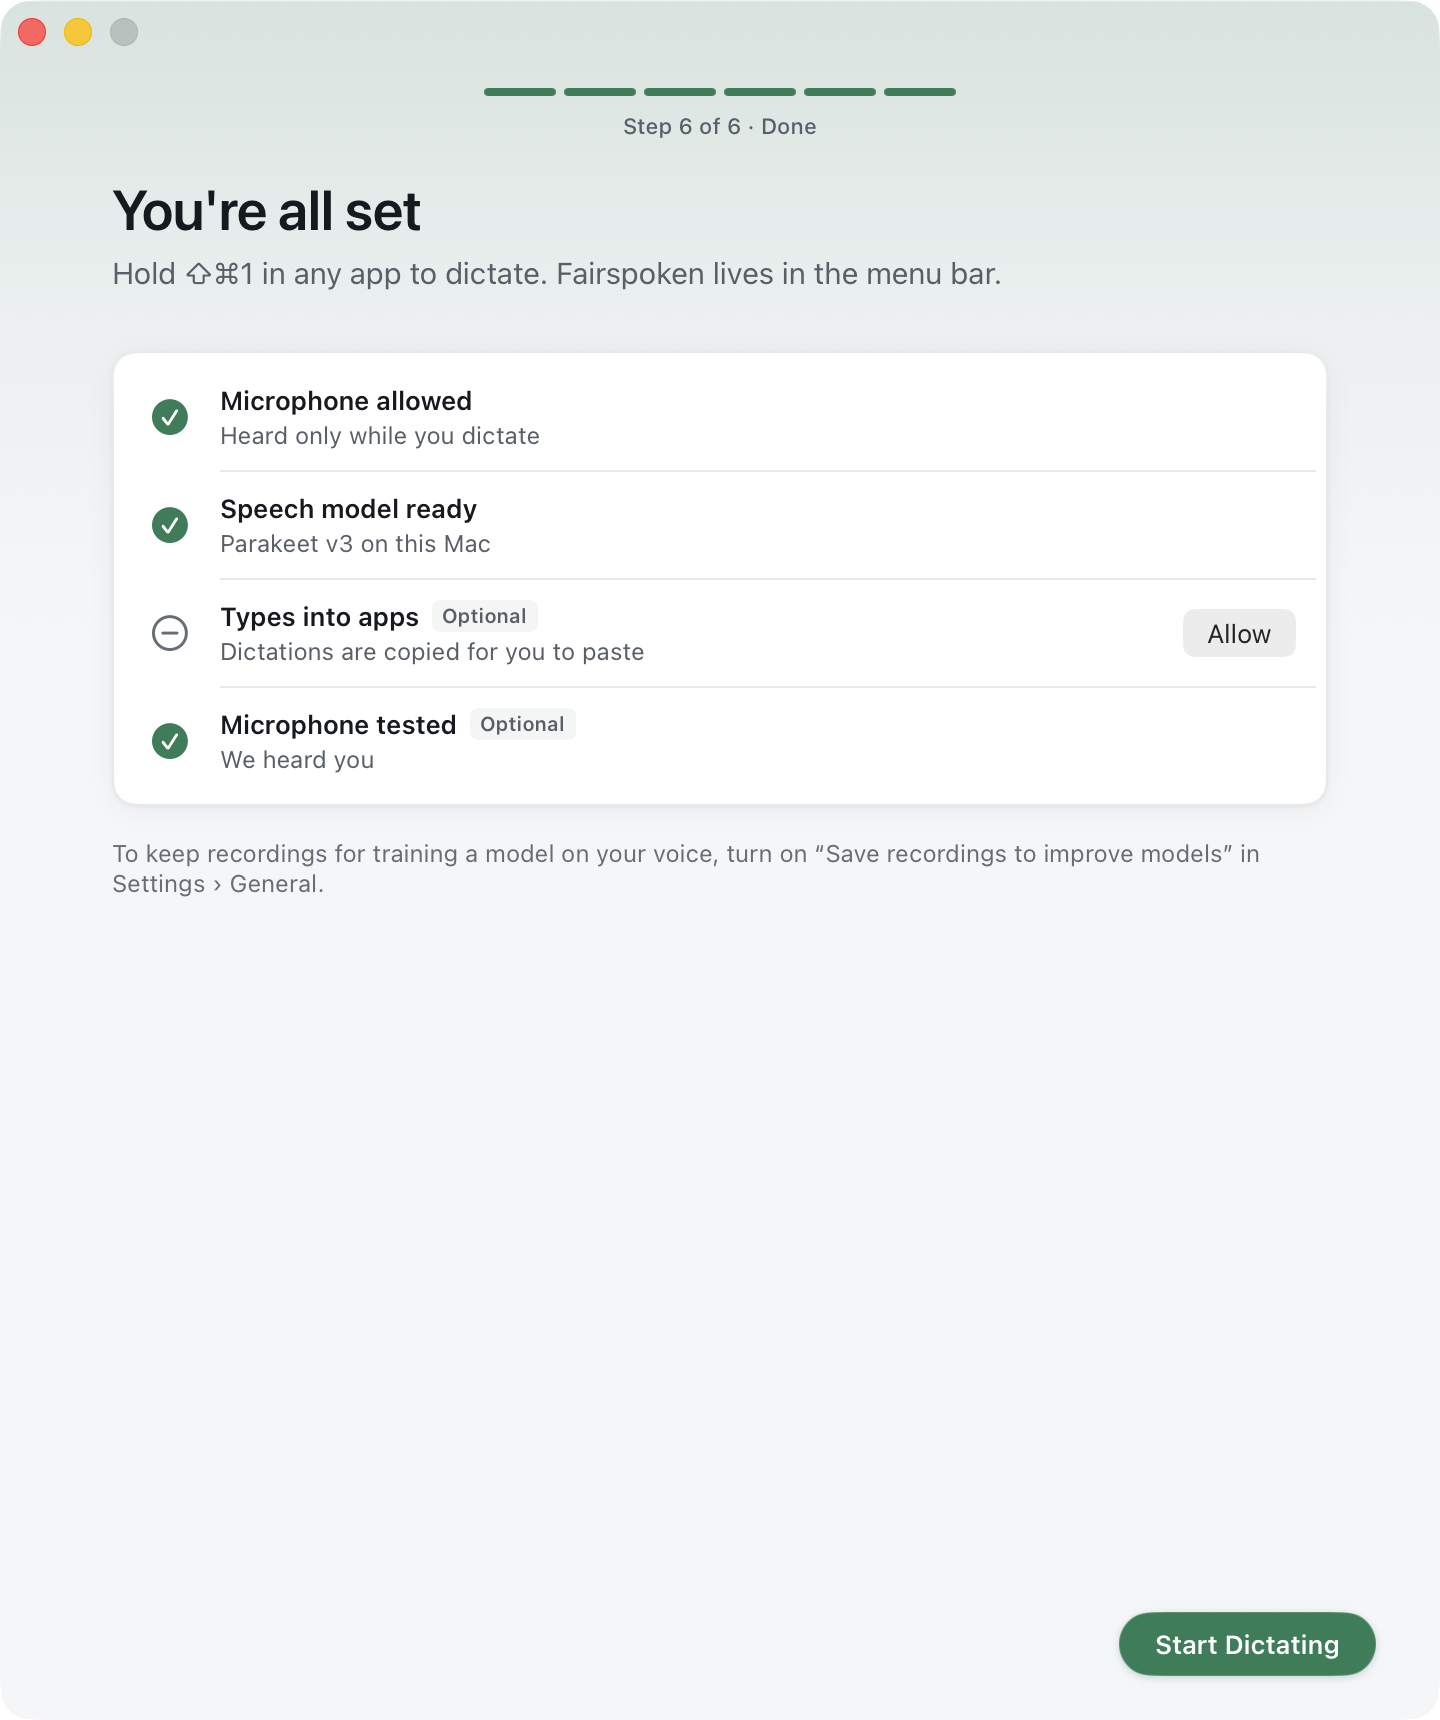 Step 6 of 6 · Done
You're all set
Hold ⇧⌘1 in any app to dictate. Fairspoken lives in the menu bar.
Microphone allowed
Heard only while you dictate
Speech model ready
Parakeet v3 on this Mac
Types into apps Optional
Dictations are copied for you to paste
Allow
Microphone tested Optional
We heard you
To keep recordings for training a model on your voice, turn on “Save recordings to improve models” in
Settings › General.
Start Dictating